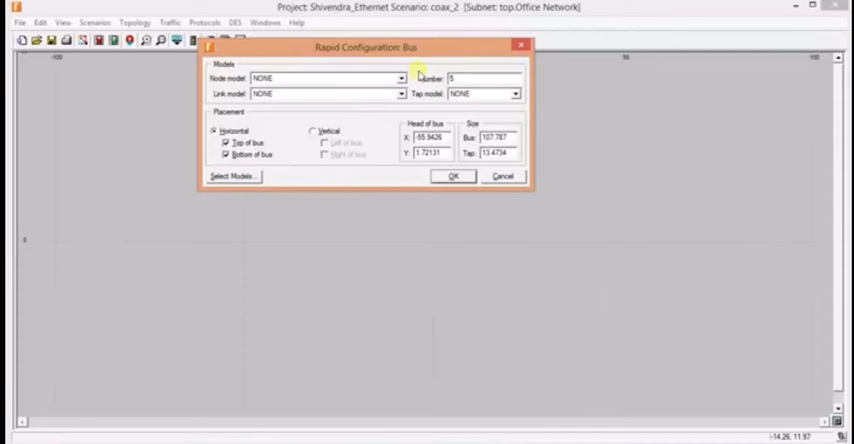 Project: Shivendra_Ethernet Scenario: coax_2 [Subnet: top.Office Network]
File Edit View Scenarios Topology Traffic Protocols DES Windows Help
-100 50 100
Rapid Configuration: Bus
Models
Node model: NONE Number: 5
Link model: NONE Tap model: NONE
Placement
Head of bus Size
Horizontal Vertical X: -55.9426 Bus: 107.787
Top of bus Left of bus
Bottom of bus Right of bus Y: 1.72131 Tap: 13.4734
Select Models... OK Cancel
0
-14.26, 11.97